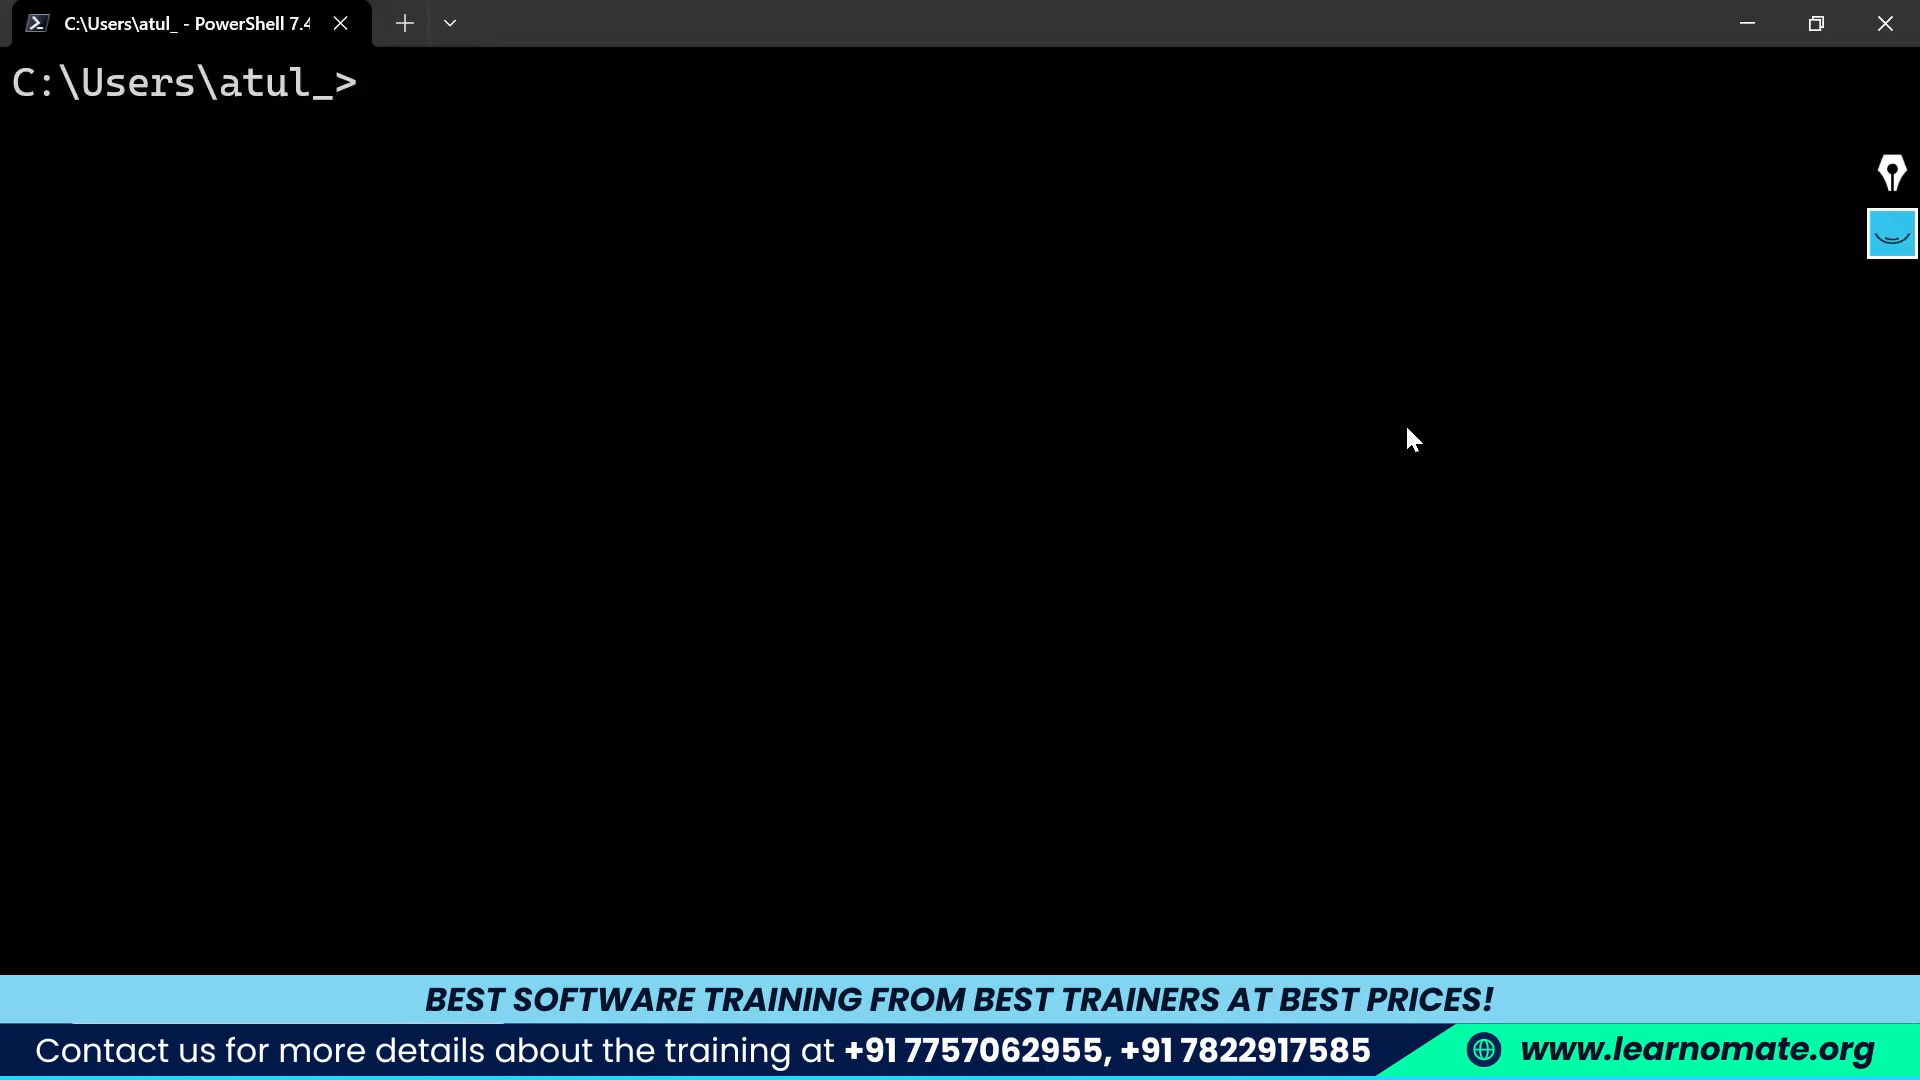 C:\Users\atul_ - PowerShell 7.4
C:\Users\atul_>
BEST SOFTWARE TRAINING FROM BEST TRAINERS AT BEST PRICES!
Contact us for more details about the training at +91 7757062955, +91 7822917585
www.learnomate.org